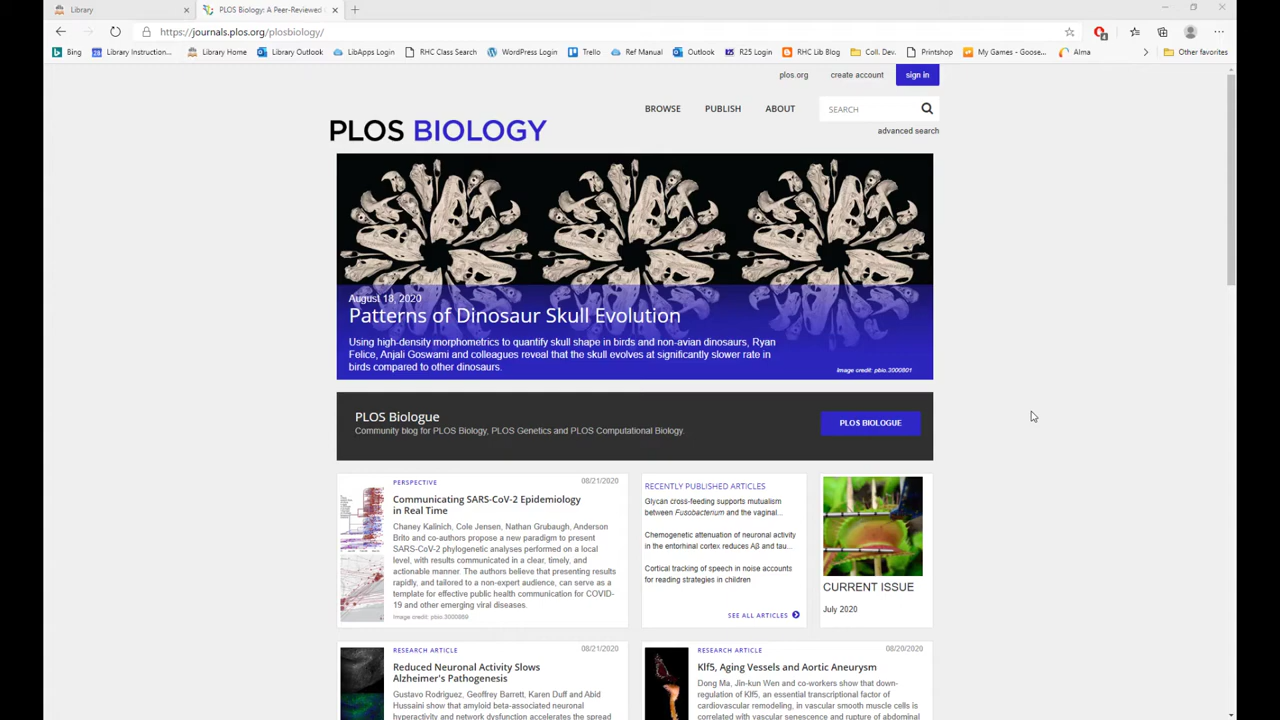 Library
PLOS Biology: A Peer-Reviewed
https://journals.plos.org/plosbiology/
Bing
Library Instruction...
Library Home
Library Outlook
LibApps Login
RHC Class Search
WordPress Login
Trello
Ref Manual
Outlook
R25 Login
RHC Lib Blog
Coll. Dev.
Printshop
My Games - Goose...
Alma
Other favorites
plos.org
create account
sign in
BROWSE
PUBLISH
ABOUT
SEARCH
advanced search
PLOS BIOLOGY
August 18, 2020
Patterns of Dinosaur Skull Evolution
Using high-density morphometrics to quantify skull shape in birds and non-avian dinosaurs, Ryan
Felice, Anjali Goswami and colleagues reveal that the skull evolves at significantly slower rate in
birds compared to other dinosaurs.
Image credit: pbio.3000801
PLOS Biologue
Community blog for PLOS Biology, PLOS Genetics and PLOS Computational Biology.
PLOS BIOLOGUE
PERSPECTIVE
08/21/2020
Communicating SARS-CoV-2 Epidemiology
in Real Time
Chaney Kalinich, Cole Jensen, Nathan Grubaugh, Anderson
Brito and co-authors propose a new paradigm to present
SARS-CoV-2 phylogenetic analyses performed on a local
level, with results communicated in a clear, timely, and
actionable manner. The authors believe that presenting results
rapidly, and tailored to a non-expert audience, can serve as a
template for effective public health communication for COVID-
19 and other emerging viral diseases.
Image credit: pbio.3000869
RECENTLY PUBLISHED ARTICLES
Glycan cross-feeding supports mutualism
between Fusobacterium and the vaginal...
Chemogenetic attenuation of neuronal activity
in the entorhinal cortex reduces Aβ and tau...
Cortical tracking of speech in noise accounts
for reading strategies in children
SEE ALL ARTICLES
CURRENT ISSUE
July 2020
RESEARCH ARTICLE
08/21/2020
Reduced Neuronal Activity Slows
Alzheimer's Pathogenesis
Gustavo Rodriguez, Geoffrey Barrett, Karen Duff and Abid
Hussaini show that amyloid beta-associated neuronal
hyperactivity and network dysfunction accelerates the spread
RESEARCH ARTICLE
08/20/2020
Klf5, Aging Vessels and Aortic Aneurysm
Dong Ma, Jin-kun Wen and co-workers show that down-
regulation of Klf5, an essential transcriptional factor of
cardiovascular remodeling, in vascular smooth muscle cells is
correlated with vascular senescence and rupture of abdominal